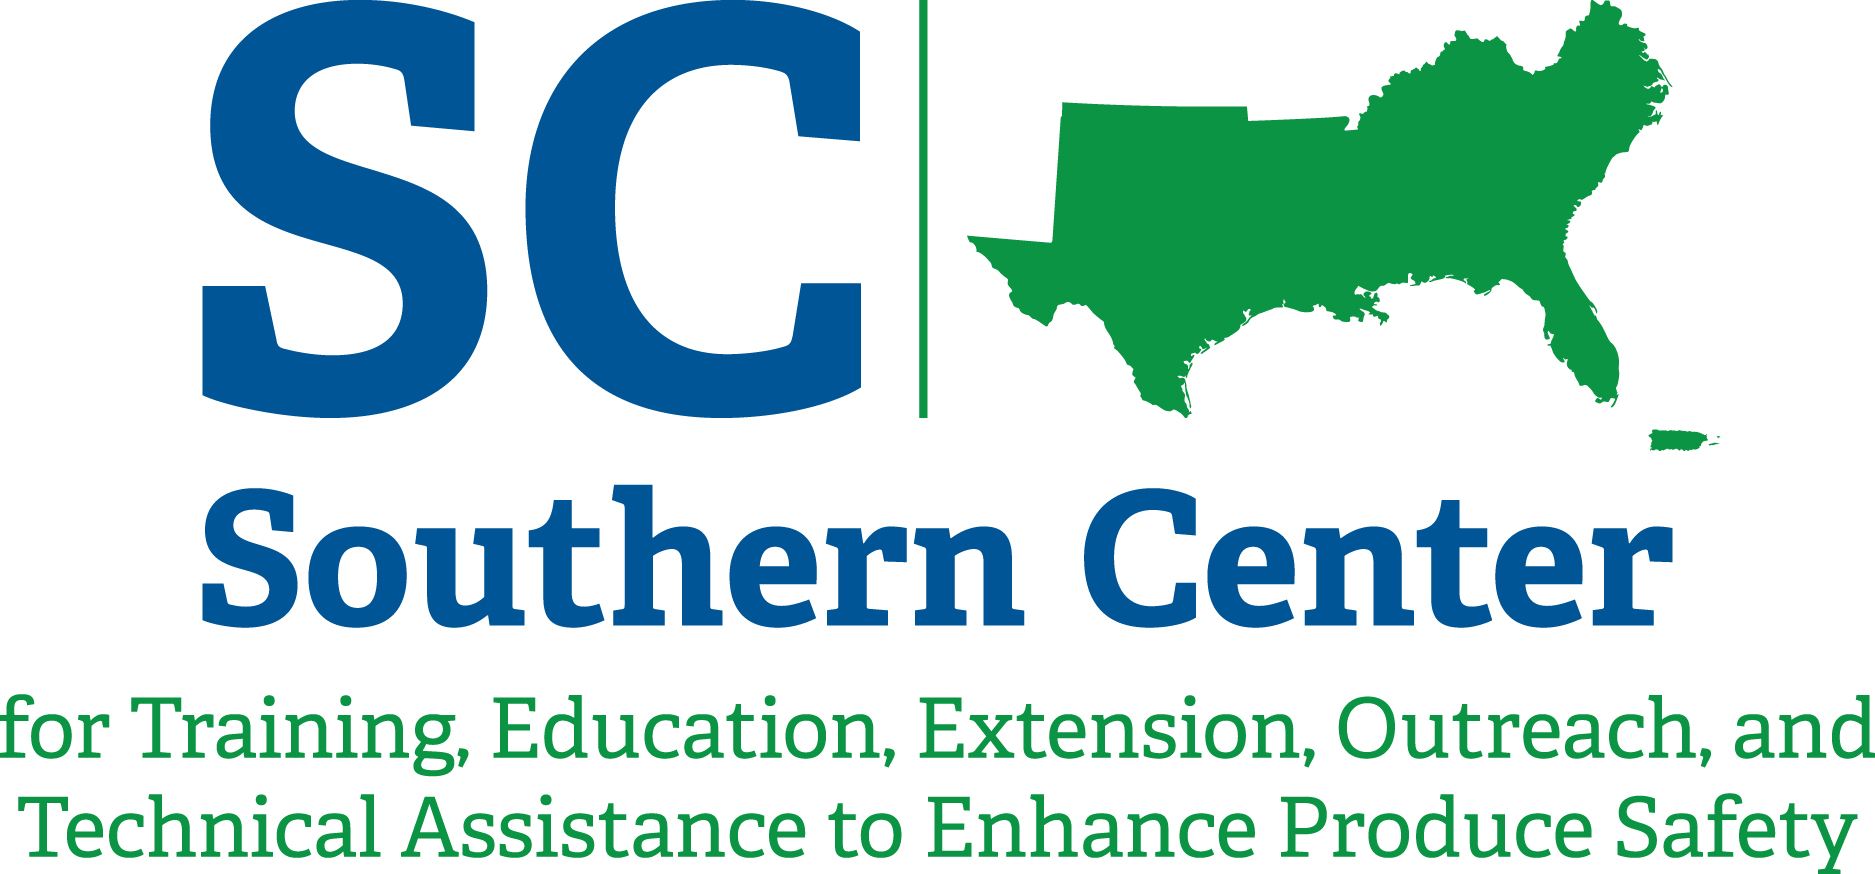 SC
Southern Center
for Training, Education, Extension, Outreach, and
Technical Assistance to Enhance Produce Safety